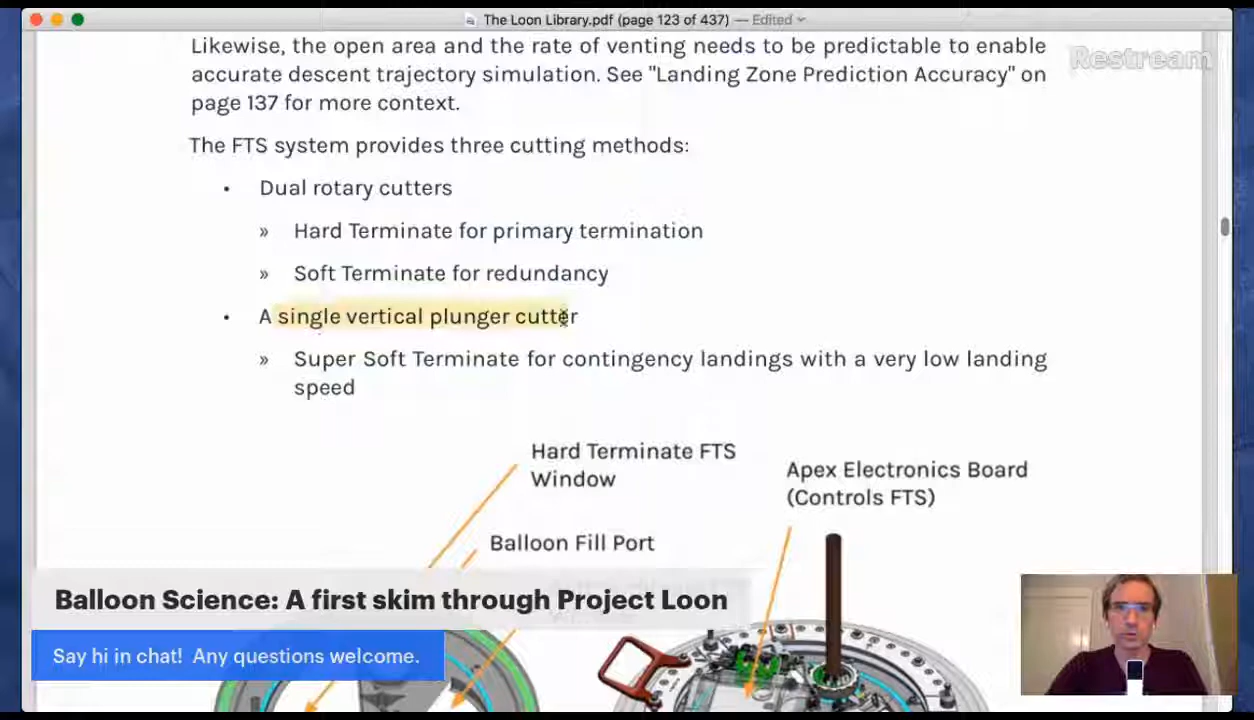 The Loon Library.pdf (page 123 of 437) — Edited
Likewise, the open area and the rate of venting needs to be predictable to enable
accurate descent trajectory simulation. See "Landing Zone Prediction Accuracy" on
page 137 for more context.
Restream
The FTS system provides three cutting methods:
• Dual rotary cutters
» Hard Terminate for primary termination
» Soft Terminate for redundancy
• A single vertical plunger cutter
» Super Soft Terminate for contingency landings with a very low landing
speed
Hard Terminate FTS
Window
Apex Electronics Board
(Controls FTS)
Balloon Fill Port
Balloon Science: A first skim through Project Loon
Say hi in chat! Any questions welcome.